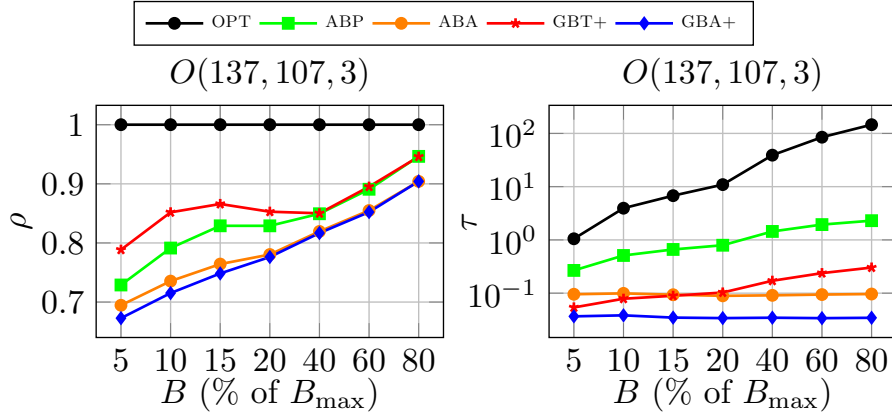 OPT ABP ABA GBT+ GBA+
O(137, 107, 3)
1
0.9
0.8
0.7
ρ
5 10 15 20 40 60 80
B (% of B_max)
O(137, 107, 3)
10^2
10^1
10^0
10^−1
τ
5 10 15 20 40 60 80
B (% of B_max)